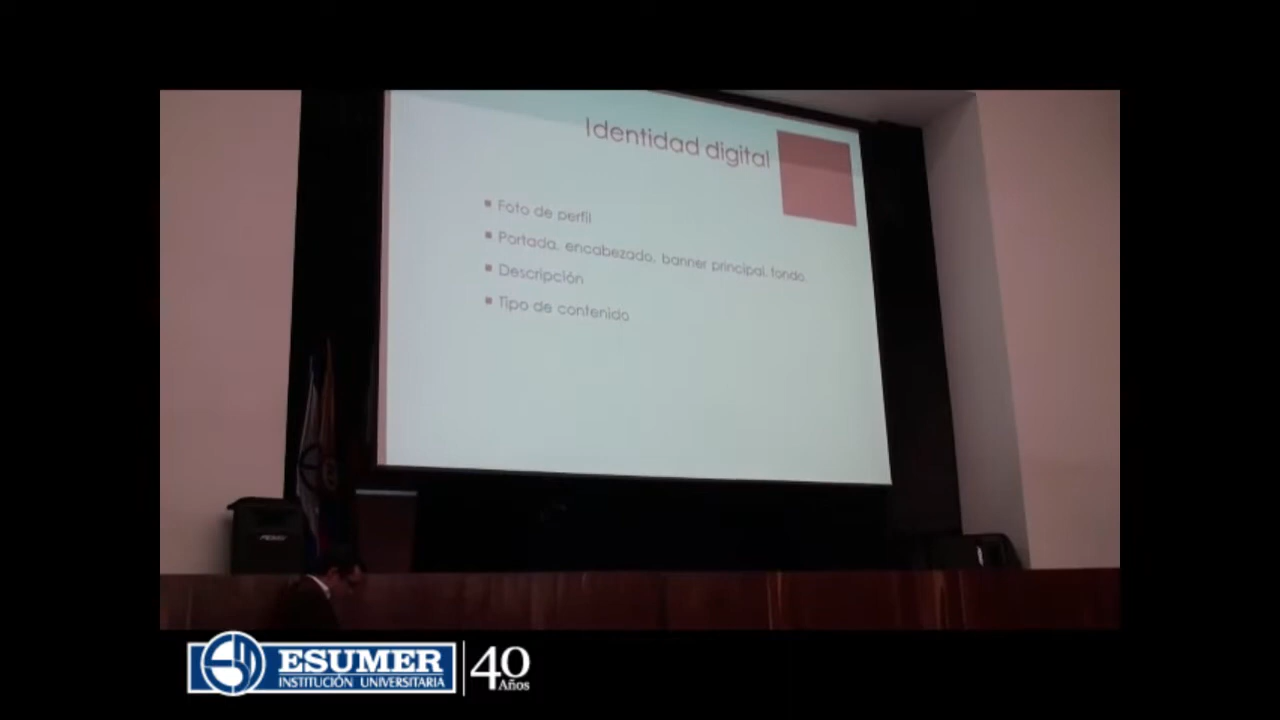 Identidad digital
Foto de perfil
Portada, encabezado, banner principal, fondo
Descripción
Tipo de contenido
ESUMER
INSTITUCIÓN UNIVERSITARIA
40
Años